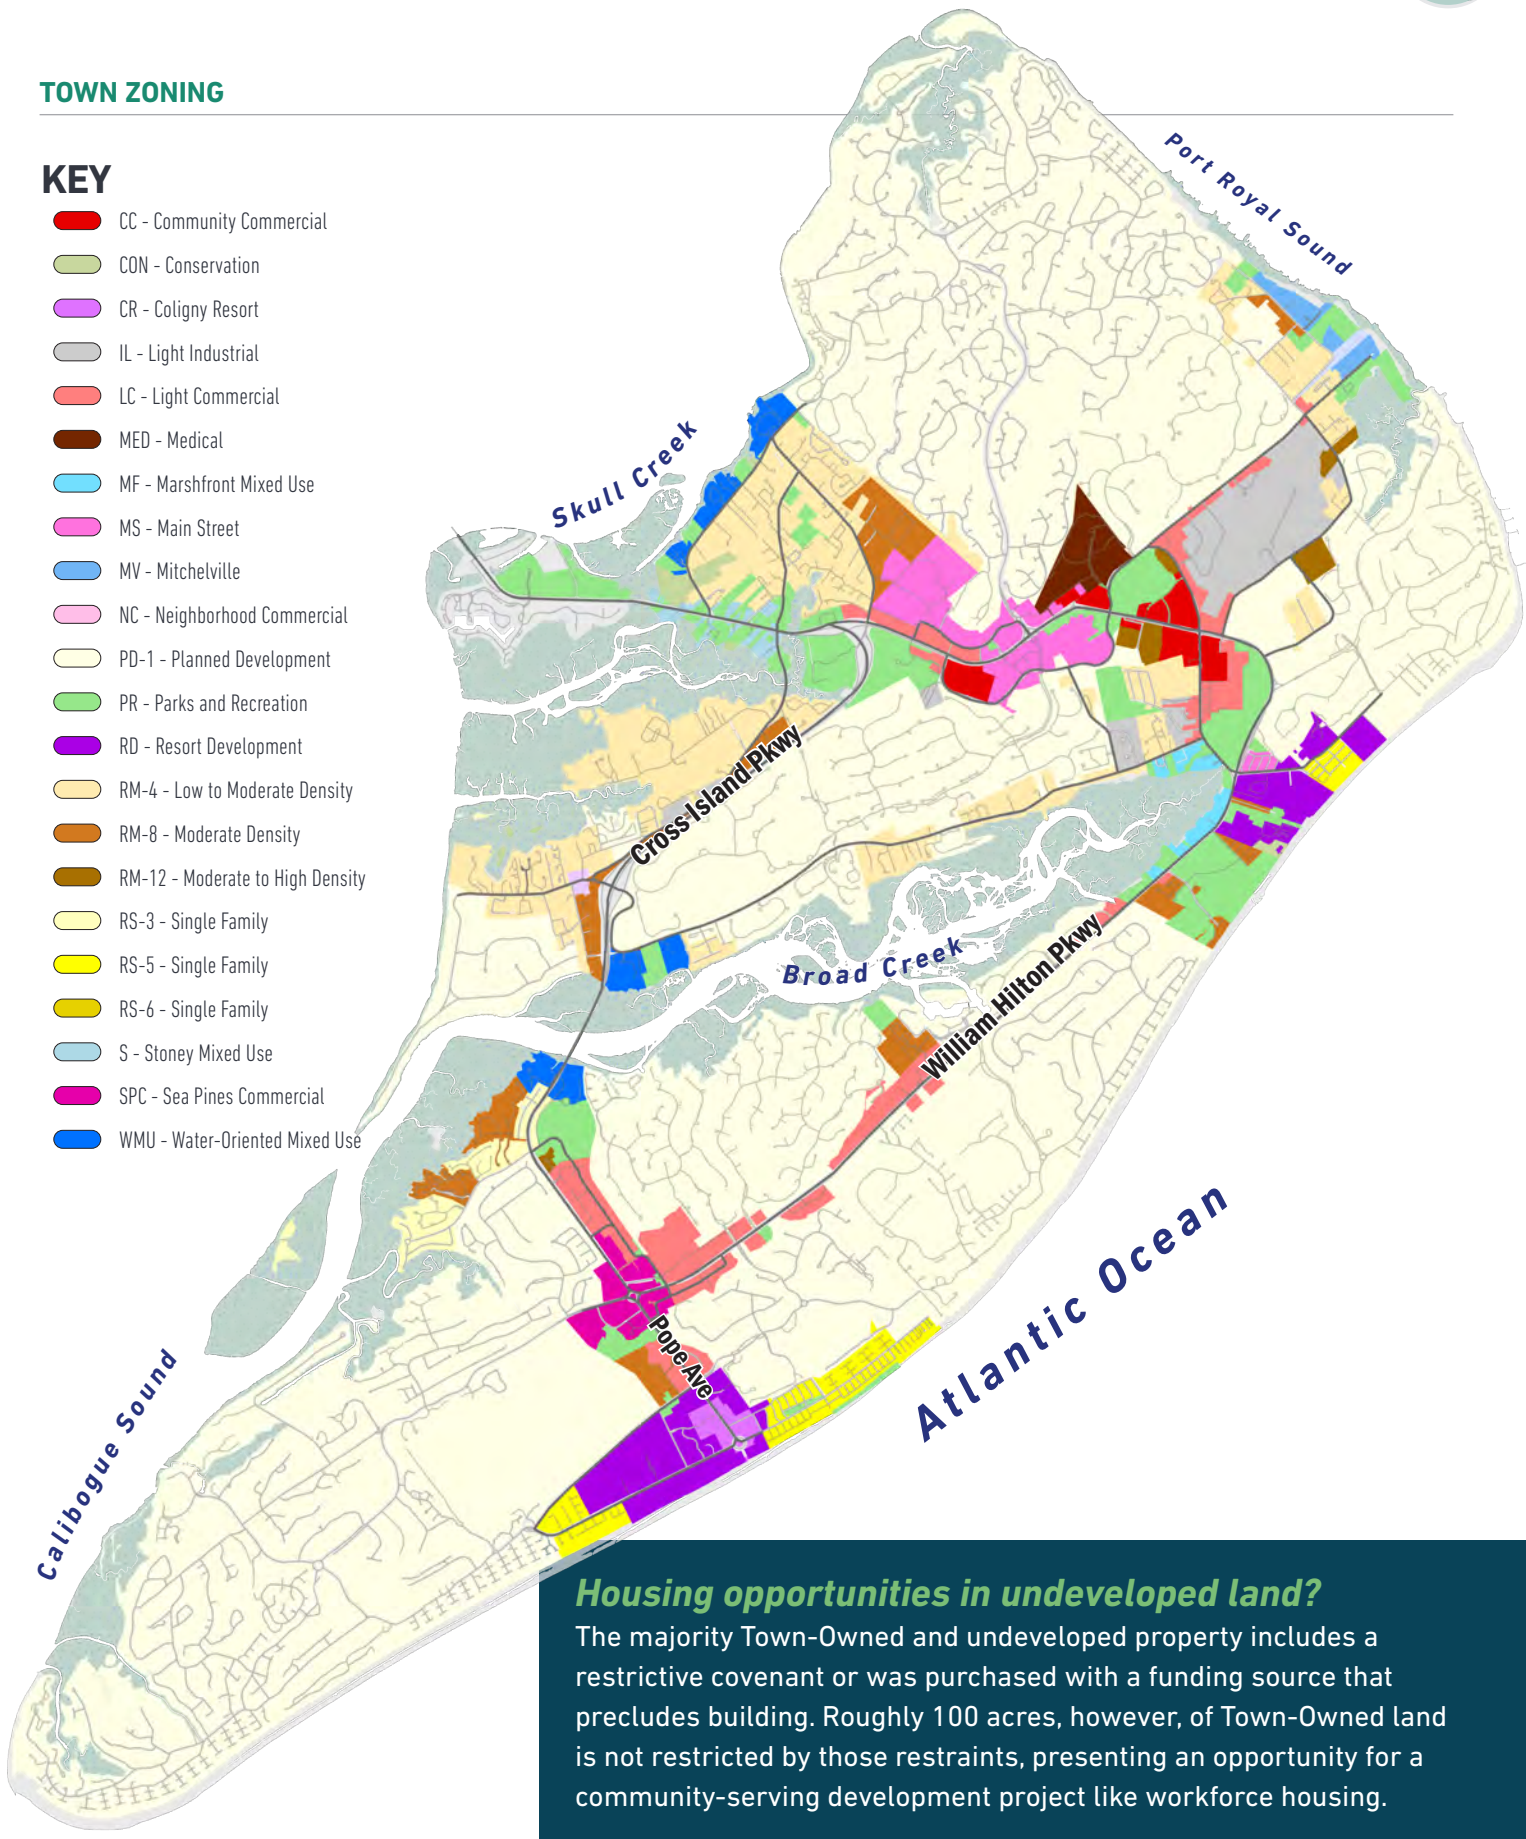 TOWN ZONING
KEY
CC - Community Commercial
CON - Conservation
CR - Coligny Resort
IL - Light Industrial
LC - Light Commercial
MED - Medical
MF - Marshfront Mixed Use
MS - Main Street
MV - Mitchelville
NC - Neighborhood Commercial
PD-1 - Planned Development
PR - Parks and Recreation
RD - Resort Development
RM-4 - Low to Moderate Density
RM-8 - Moderate Density
RM-12 - Moderate to High Density
RS-3 - Single Family
RS-5 - Single Family
RS-6 - Single Family
S - Stoney Mixed Use
SPC - Sea Pines Commercial
WMU - Water-Oriented Mixed Use
Port Royal Sound
Skull Creek
Cross Island Pkwy
Broad Creek
William Hilton Pkwy
Atlantic Ocean
Pope Ave
Calibogue Sound
Housing opportunities in undeveloped land?
The majority Town-Owned and undeveloped property includes a
restrictive covenant or was purchased with a funding source that
precludes building. Roughly 100 acres, however, of Town-Owned land
is not restricted by those restraints, presenting an opportunity for a
community-serving development project like workforce housing.